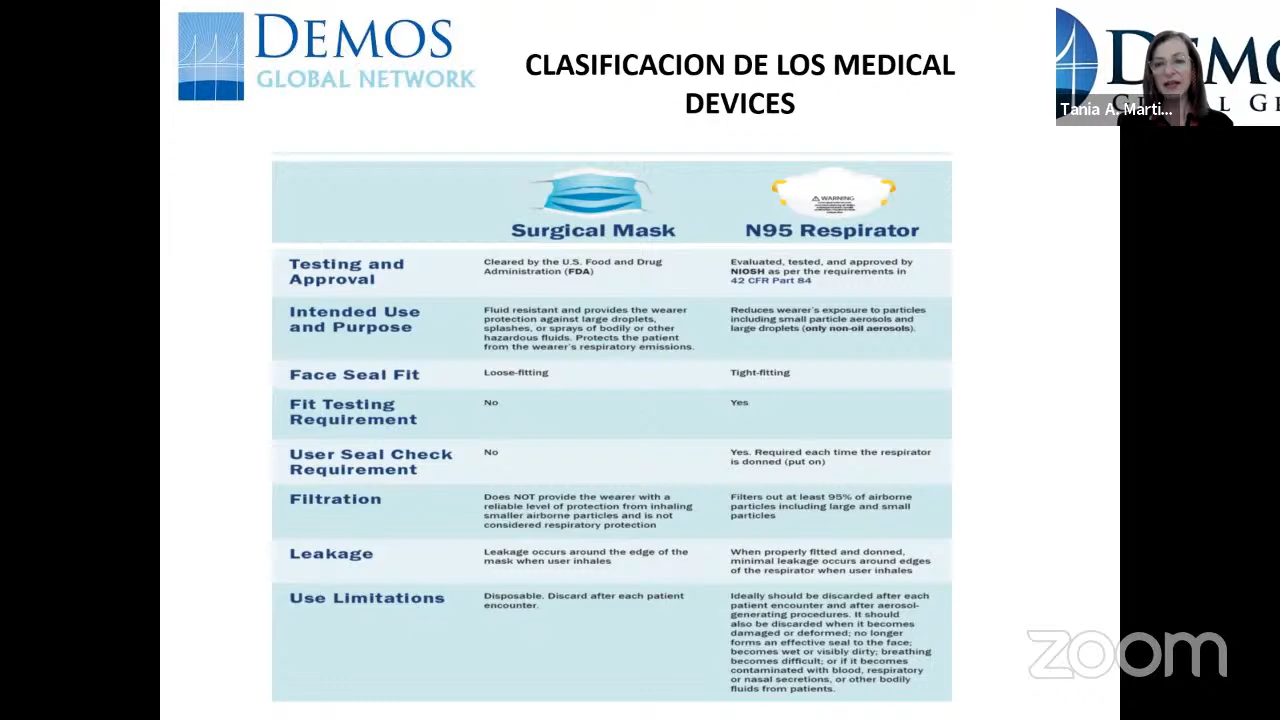 DEMOS
GLOBAL NETWORK
CLASIFICACION DE LOS MEDICAL
DEVICES
Tania A. Marti...
WARNING
Surgical Mask
N95 Respirator
Testing and
Approval
Cleared by the U.S. Food and Drug
Administration (FDA)
Evaluated, tested, and approved by
NIOSH as per the requirements in
42 CFR Part 84
Intended Use
and Purpose
Fluid resistant and provides the wearer
protection against large droplets,
splashes, or sprays of bodily or other
hazardous fluids. Protects the patient
from the wearer's respiratory emissions.
Reduces wearer's exposure to particles
including small particle aerosols and
large droplets (only non-oil aerosols).
Face Seal Fit
Loose-fitting
Tight-fitting
Fit Testing
Requirement
No
Yes
User Seal Check
Requirement
No
Yes. Required each time the respirator
is donned (put on)
Filtration
Does NOT provide the wearer with a
reliable level of protection from inhaling
smaller airborne particles and is not
considered respiratory protection
Filters out at least 95% of airborne
particles including large and small
particles
Leakage
Leakage occurs around the edge of the
mask when user inhales
When properly fitted and donned,
minimal leakage occurs around edges
of the respirator when user inhales
Use Limitations
Disposable. Discard after each patient
encounter.
Ideally should be discarded after each
patient encounter and after aerosol-
generating procedures. It should
also be discarded when it becomes
damaged or deformed; no longer
forms an effective seal to the face;
becomes wet or visibly dirty; breathing
becomes difficult; or if it becomes
contaminated with blood, respiratory
or nasal secretions, or other bodily
fluids from patients.
zoom